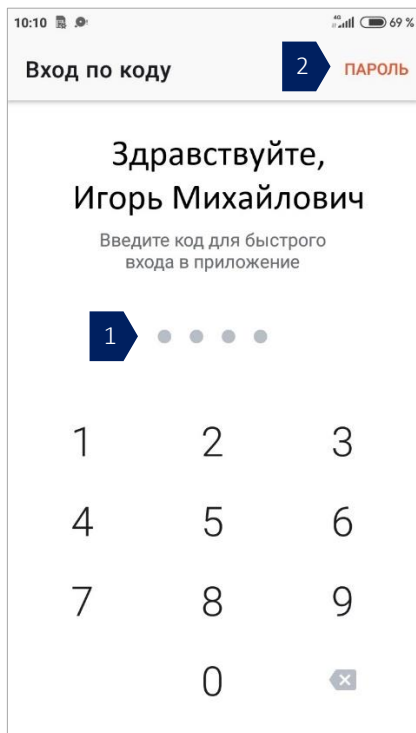 10:10 4G 69 %
Вход по коду 2 ПАРОЛЬ
Здравствуйте,
Игорь Михайлович
Введите код для быстрого
входа в приложение
1
1 2 3
4 5 6
7 8 9
0